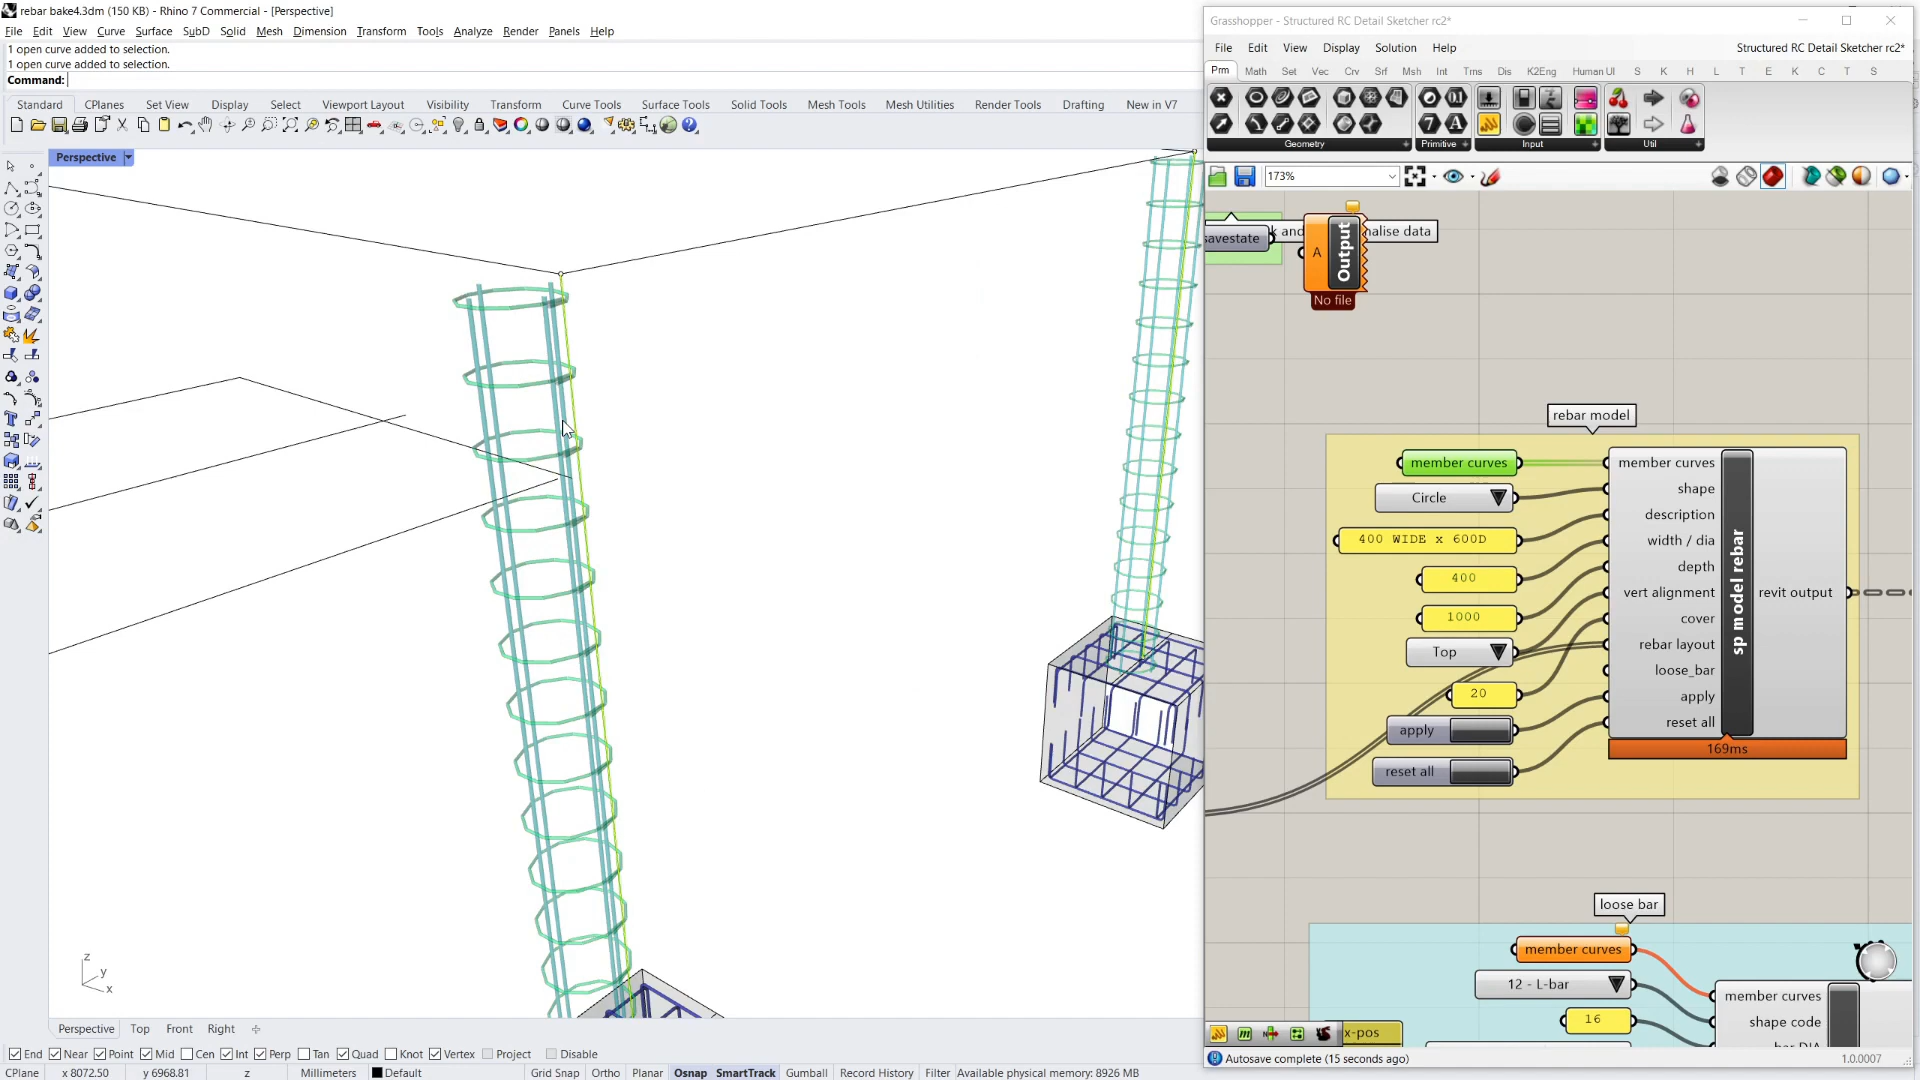 rebar bake4.3dm (150 KB) - Rhino 7 Commercial - [Perspective]
File Edit View Curve Surface SubD Solid Mesh Dimension Transform Tools Analyze Render Panels Help
1 open curve added to selection.
1 open curve added to selection.
Command:
Standard CPlanes Set View Display Select Viewport Layout Visibility Transform Curve Tools Surface Tools Solid Tools Mesh Tools Mesh Utilities Render Tools Drafting New in V7
Perspective
z
y
x
Perspective Top Front Right
End Near Point Mid Cen Int Perp Tan Quad Knot Vertex Project Disable
CPlane x 8072.50 y 6968.81 z Millimeters Default Grid Snap Ortho Planar Osnap SmartTrack Gumball Record History Filter Available physical memory: 8926 MB
Grasshopper - Structured RC Detail Sketcher rc2*
File Edit View Display Solution Help Structured RC Detail Sketcher rc2*
Prm Math Set Vec Crv Srf Msh Int Trns Dis K2Eng Human UI S K H L T E K C T S
Geometry Primitive Input Util
173%
savestate
k and
nalise data
A Output
No file
rebar model
member curves
Circle
400 WIDE x 600D
400
1000
Top
20
apply
reset all
member curves
shape
description
width / dia
depth
vert alignment
cover
rebar layout
loose_bar
apply
reset all
sp model rebar
revit output
169ms
loose bar
member curves
12 - L-bar
16
member curves
shape code
bar DIA
x-pos
Autosave complete (15 seconds ago) 1.0.0007